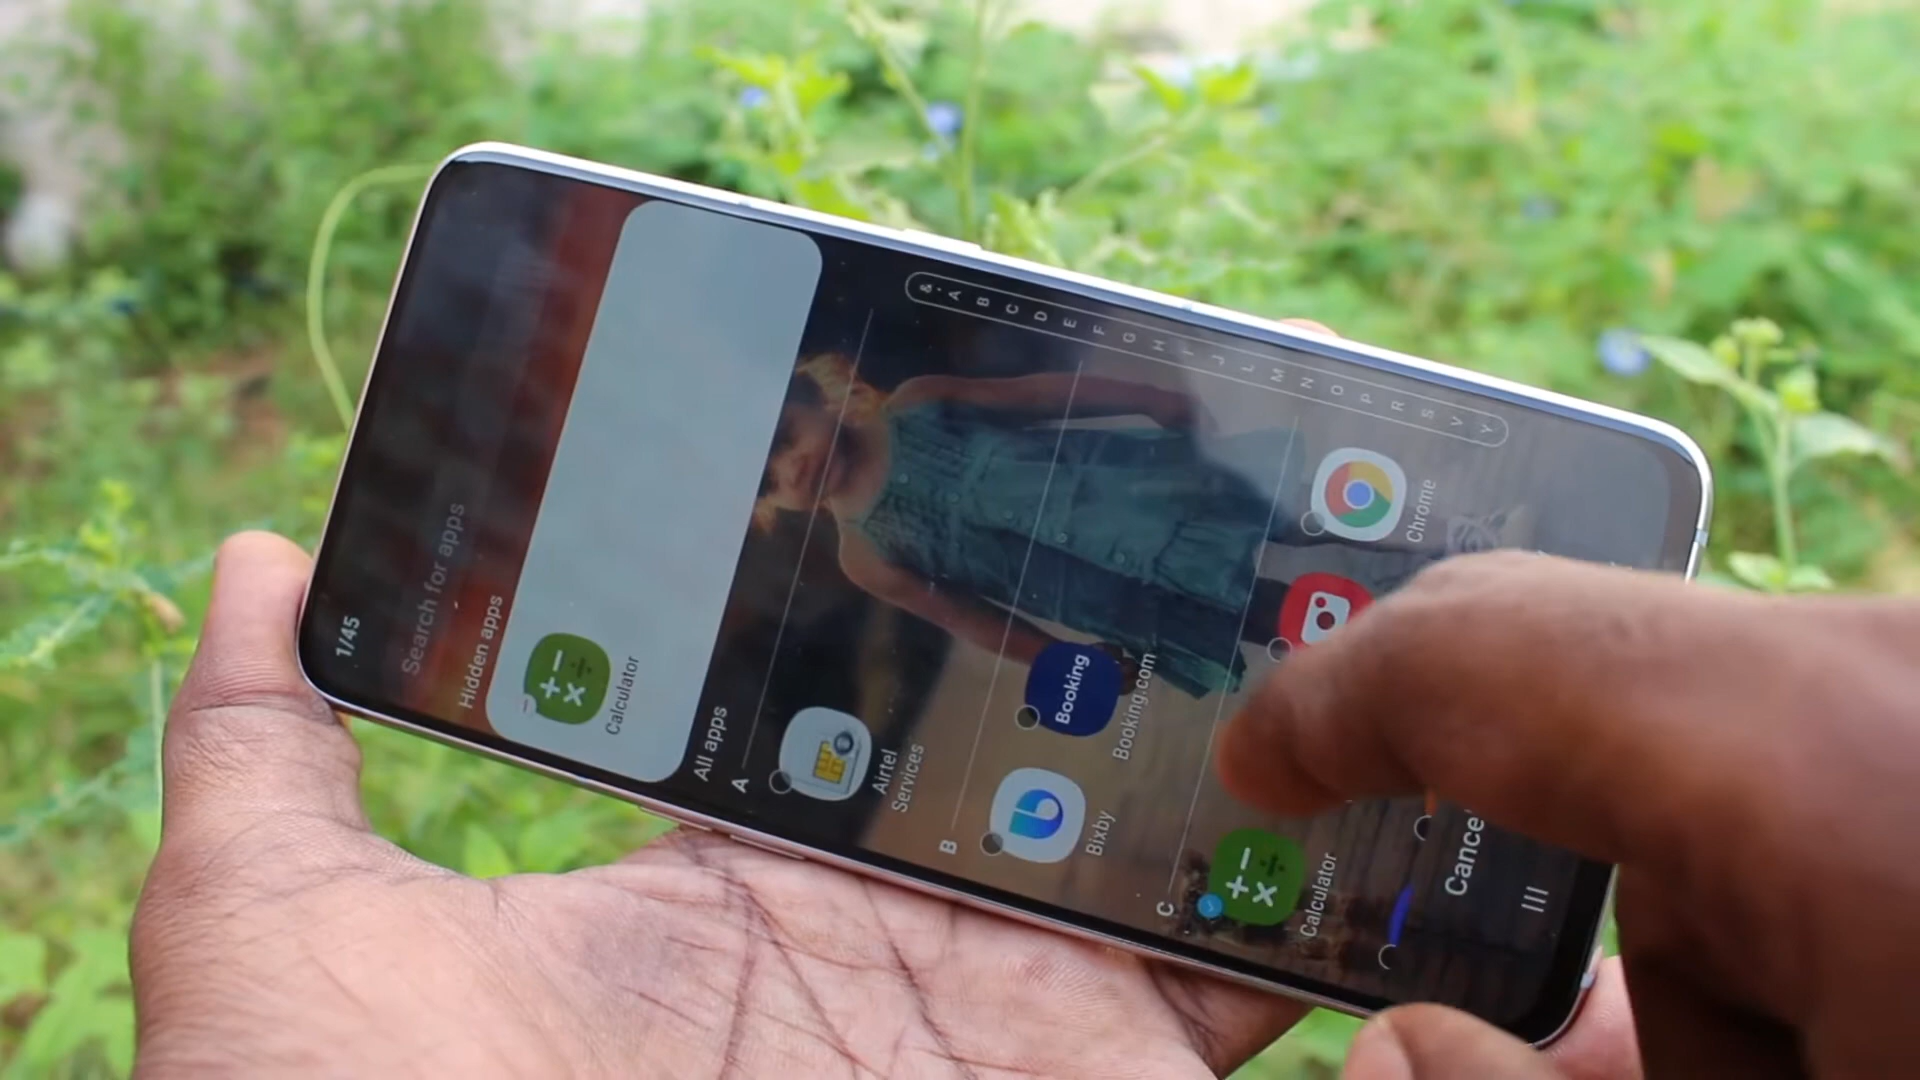 1/45
Search for apps
Hidden apps
Calculator
All apps
A
Airtel
Services
B
Bixby
Booking
Booking.com
C
Calculator
Chrome
Cance
&
A
B
C
D
E
F
G
H
I
J
L
M
N
O
P
R
S
V
Y